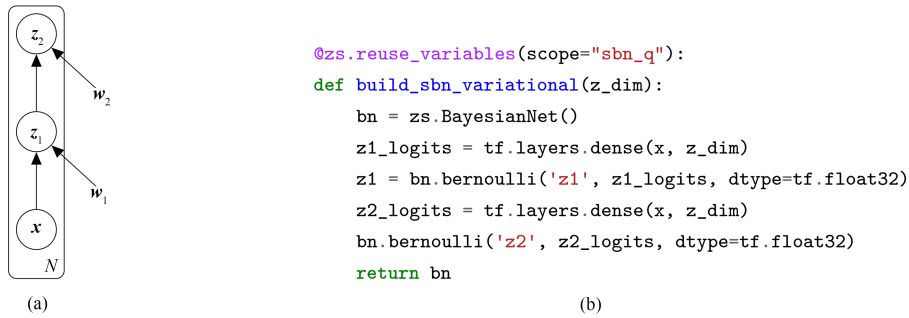 z2
w2
z1
w1
x
N
(a)
@zs.reuse_variables(scope="sbn_q"):
def build_sbn_variational(z_dim):
bn = zs.BayesianNet()
z1_logits = tf.layers.dense(x, z_dim)
z1 = bn.bernoulli('z1', z1_logits, dtype=tf.float32)
z2_logits = tf.layers.dense(x, z_dim)
bn.bernoulli('z2', z2_logits, dtype=tf.float32)
return bn
(b)